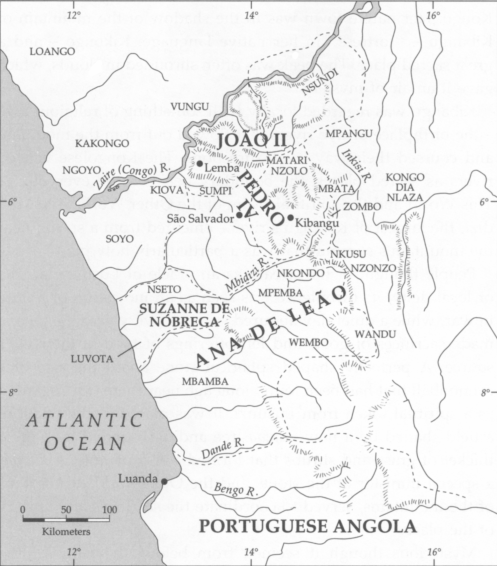 12°
14°
16°
LOANGO
NSUNDI
VUNGU
JOÃO II
MPANGU
KAKONGO
MATARI
NZOLO
Inkisi R.
NGOYO
Zaire (Congo) R.
Lemba
KIOVA
SUMPI
PEDRO
IV
MBATA
KONGO
DIA
NLAZA
6°
ZOMBO
6°
São Salvador
Kibangu
SOYO
NKUSU
Mbidizi R.
NKONDO
NZONZO
NSETO
MPEMBA
SUZANNE DE
NÓBREGA
ANA DE LEÃO
WANDU
WEMBO
LUVOTA
MBAMBA
8°
8°
ATLANTIC
OCEAN
Dande R.
Luanda
Bengo R.
0 50 100
Kilometers
PORTUGUESE ANGOLA
12°
14°
16°